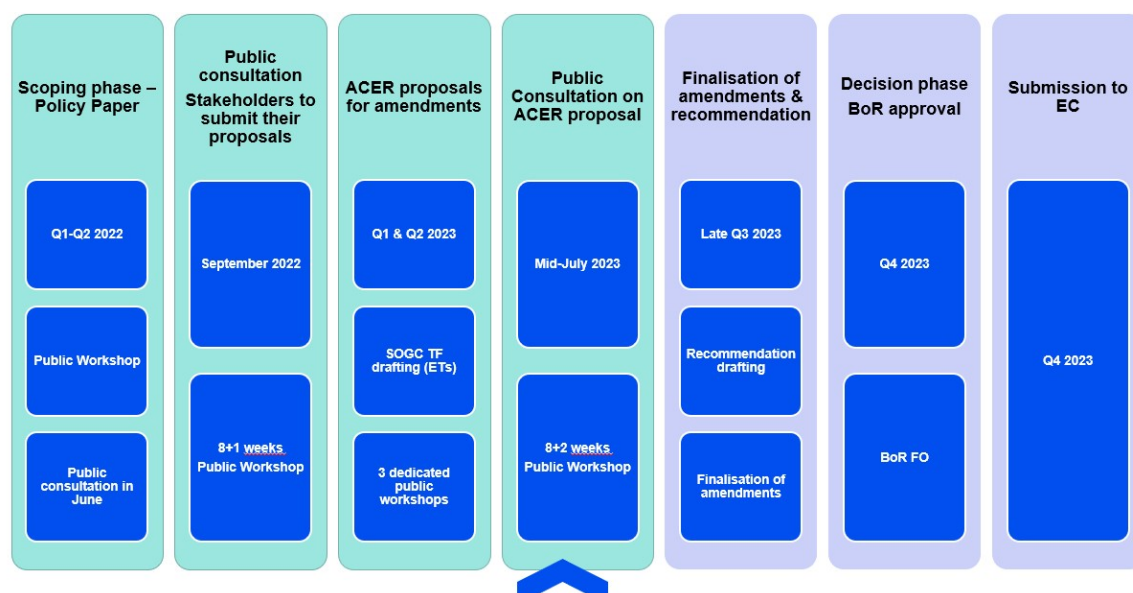 Scoping phase –
Policy Paper
Q1-Q2 2022
Public Workshop
Public
consultation in
June
Public
consultation
Stakeholders to
submit their
proposals
September 2022
8+1 weeks
Public Workshop
ACER proposals
for amendments
Q1 & Q2 2023
SOGC TF
drafting (ETs)
3 dedicated
public
workshops
Public
Consultation on
ACER proposal
Mid-July 2023
8+2 weeks
Public Workshop
Finalisation of
amendments &
recommendation
Late Q3 2023
Recommendation
drafting
Finalisation of
amendments
Decision phase
BoR approval
Q4 2023
BoR FO
Submission to
EC
Q4 2023